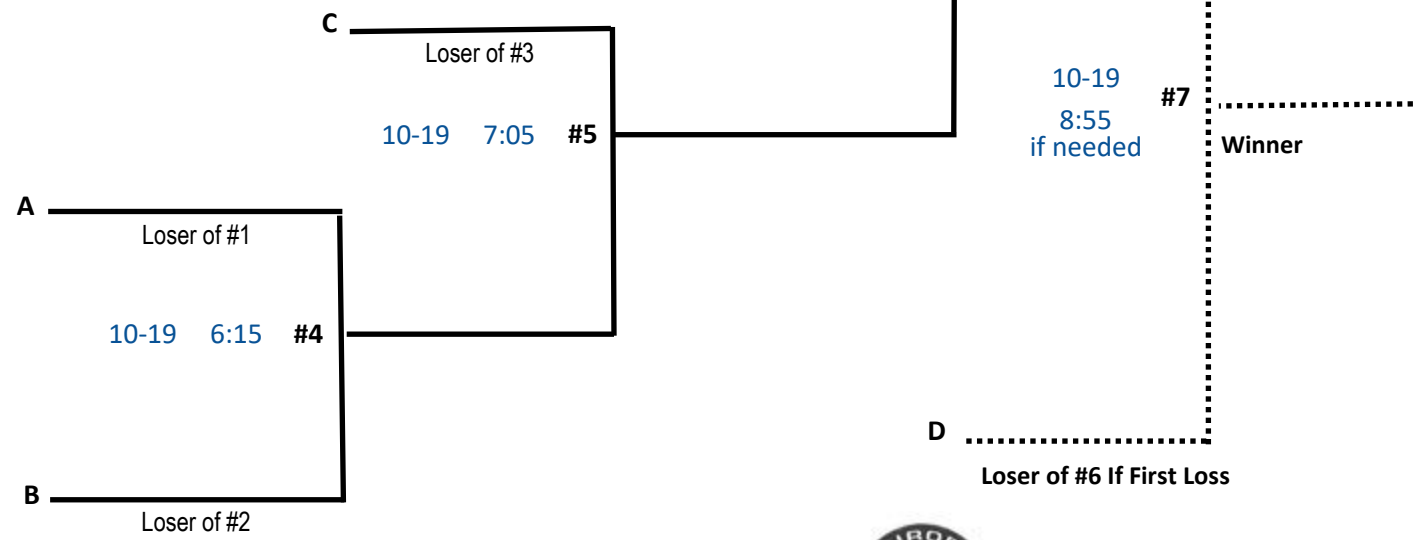 C
Loser of #3
10-19 7:05 #5
10-19
#7
8:55
if needed
Winner
A
Loser of #1
10-19 6:15 #4
D
Loser of #6 If First Loss
B
Loser of #2